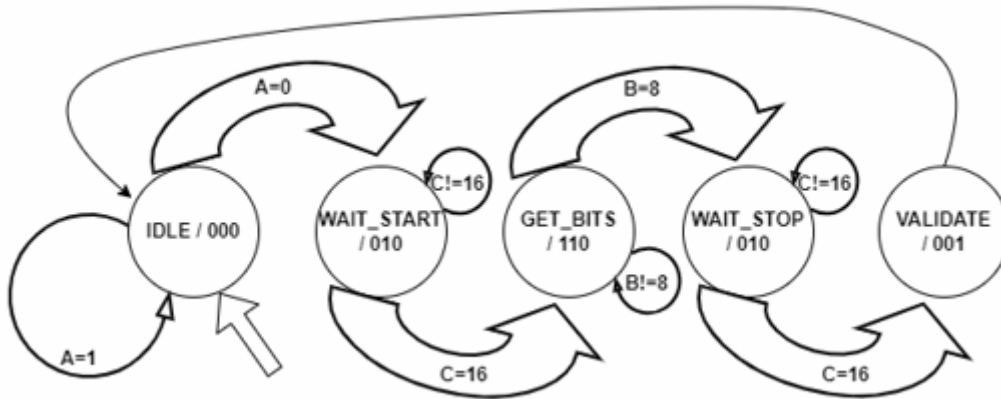 A=0
B=8
C!=16
C!=16
IDLE / 000
WAIT_START
/ 010
GET_BITS
/ 110
WAIT_STOP
/ 010
VALIDATE
/ 001
B!=8
A=1
C=16
C=16